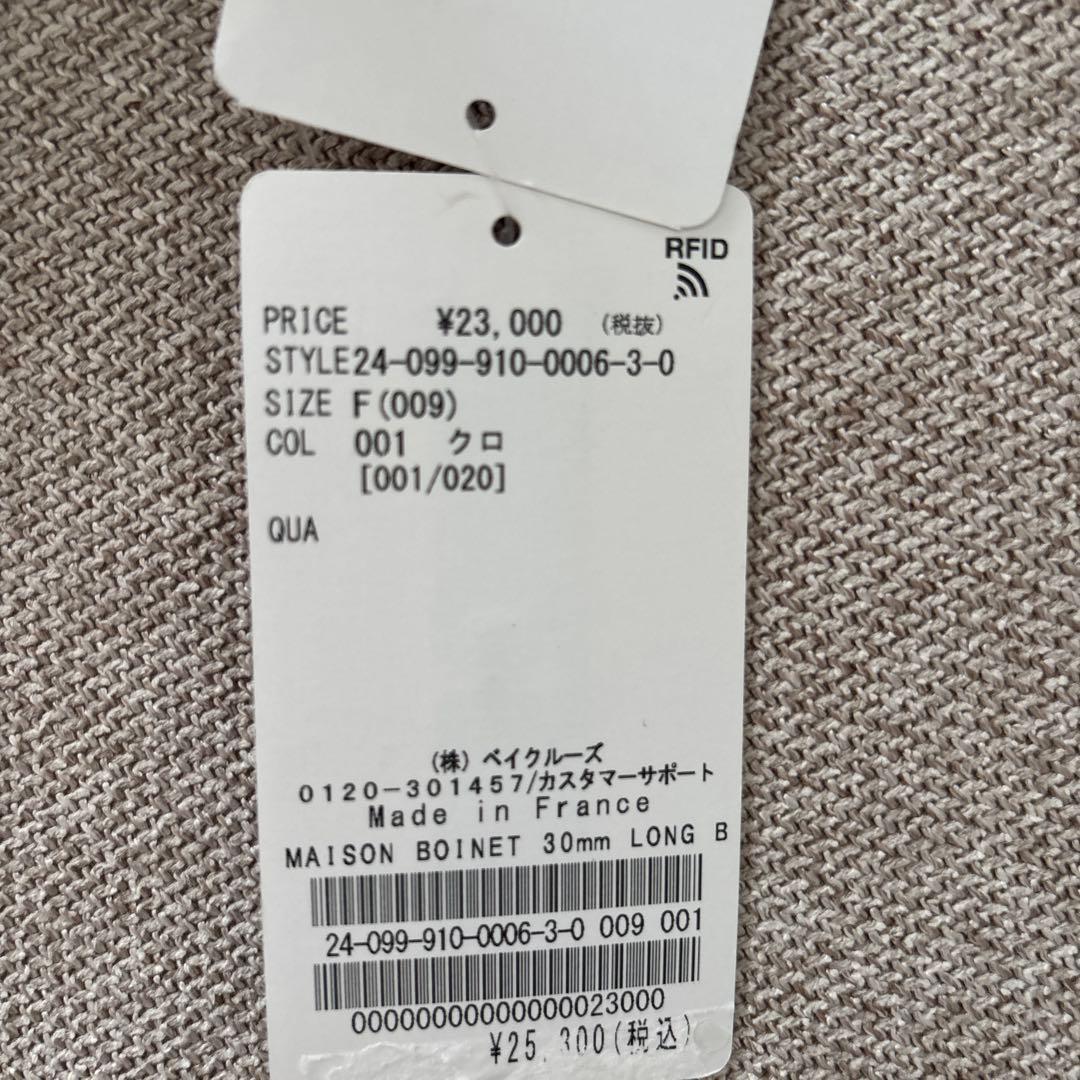 RFID
PRICE ¥23,000 (税抜)
STYLE24-099-910-0006-3-0
SIZE F(009)
COL 001 クロ
[001/020]
QUA
(株)ベイクルーズ
0120-301457/カスタマーサポート
Made in France
MAISON BOINET 30mm LONG B
24-099-910-0006-3-0 009 001
00000000000000023000
¥25,300(税込)